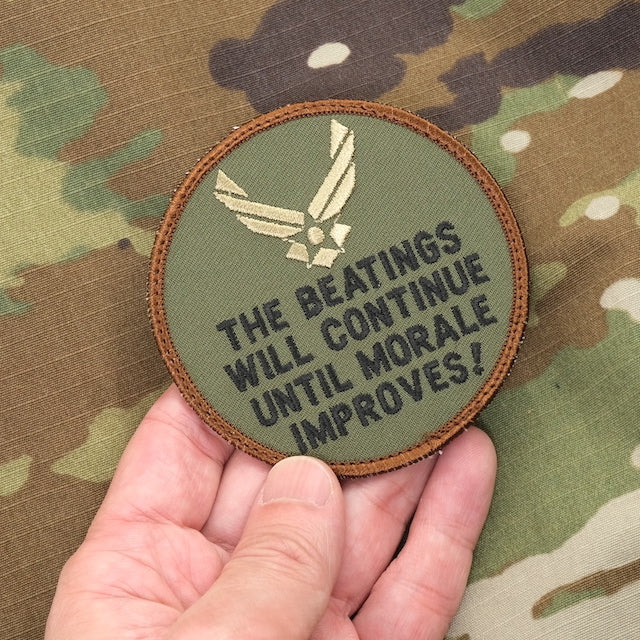 THE BEATINGS
WILL CONTINUE
UNTIL MORALE
IMPROVES!